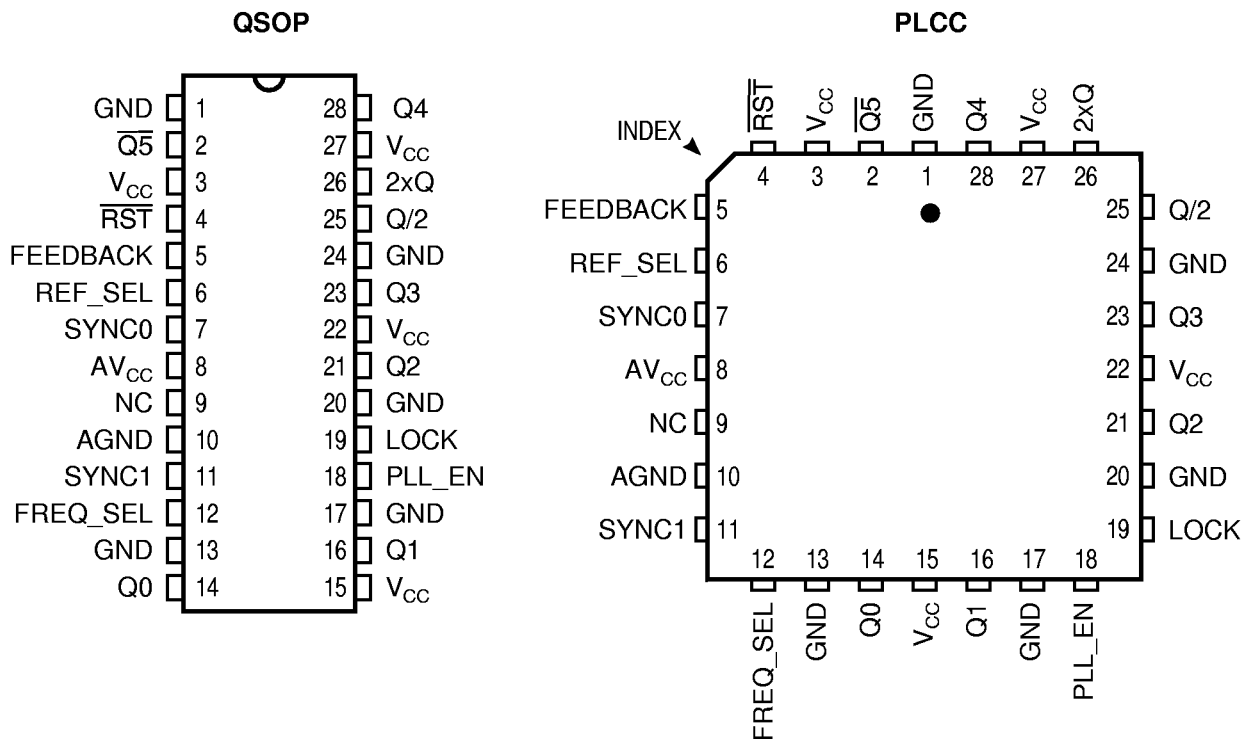 QSOP
GND 1 28 Q4
Q̅5̅ 2 27 VCC
VCC 3 26 2xQ
R̅S̅T̅ 4 25 Q/2
FEEDBACK 5 24 GND
REF_SEL 6 23 Q3
SYNC0 7 22 VCC
AVCC 8 21 Q2
NC 9 20 GND
AGND 10 19 LOCK
SYNC1 11 18 PLL_EN
FREQ_SEL 12 17 GND
GND 13 16 Q1
Q0 14 15 VCC
PLCC
INDEX
R̅S̅T̅ VCC Q̅5̅ GND Q4 VCC 2xQ
4 3 2 1 28 27 26
FEEDBACK 5 25 Q/2
REF_SEL 6 24 GND
SYNC0 7 23 Q3
AVCC 8 22 VCC
NC 9 21 Q2
AGND 10 20 GND
SYNC1 11 19 LOCK
12 13 14 15 16 17 18
FREQ_SEL GND Q0 VCC Q1 GND PLL_EN